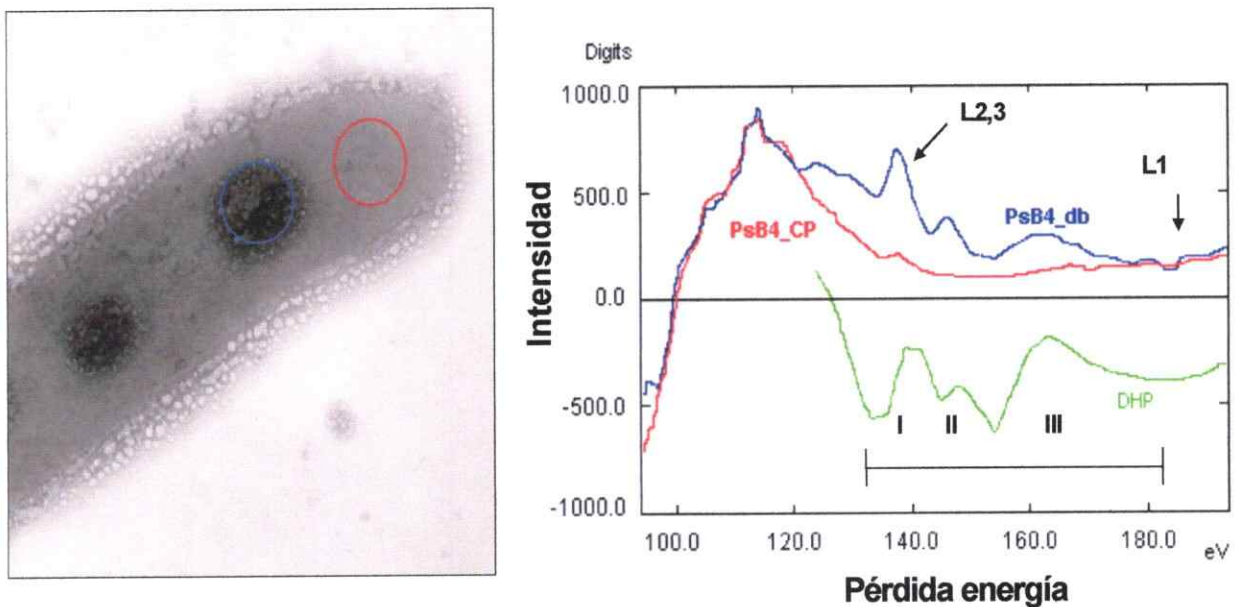 Digits
1000.0
500.0
0.0
-500.0
-1000.0
Intensidad
L2,3
L1
PsB4_db
PsB4_CP
DHP
I II III
100.0 120.0 140.0 160.0 180.0 eV
Pérdida energía